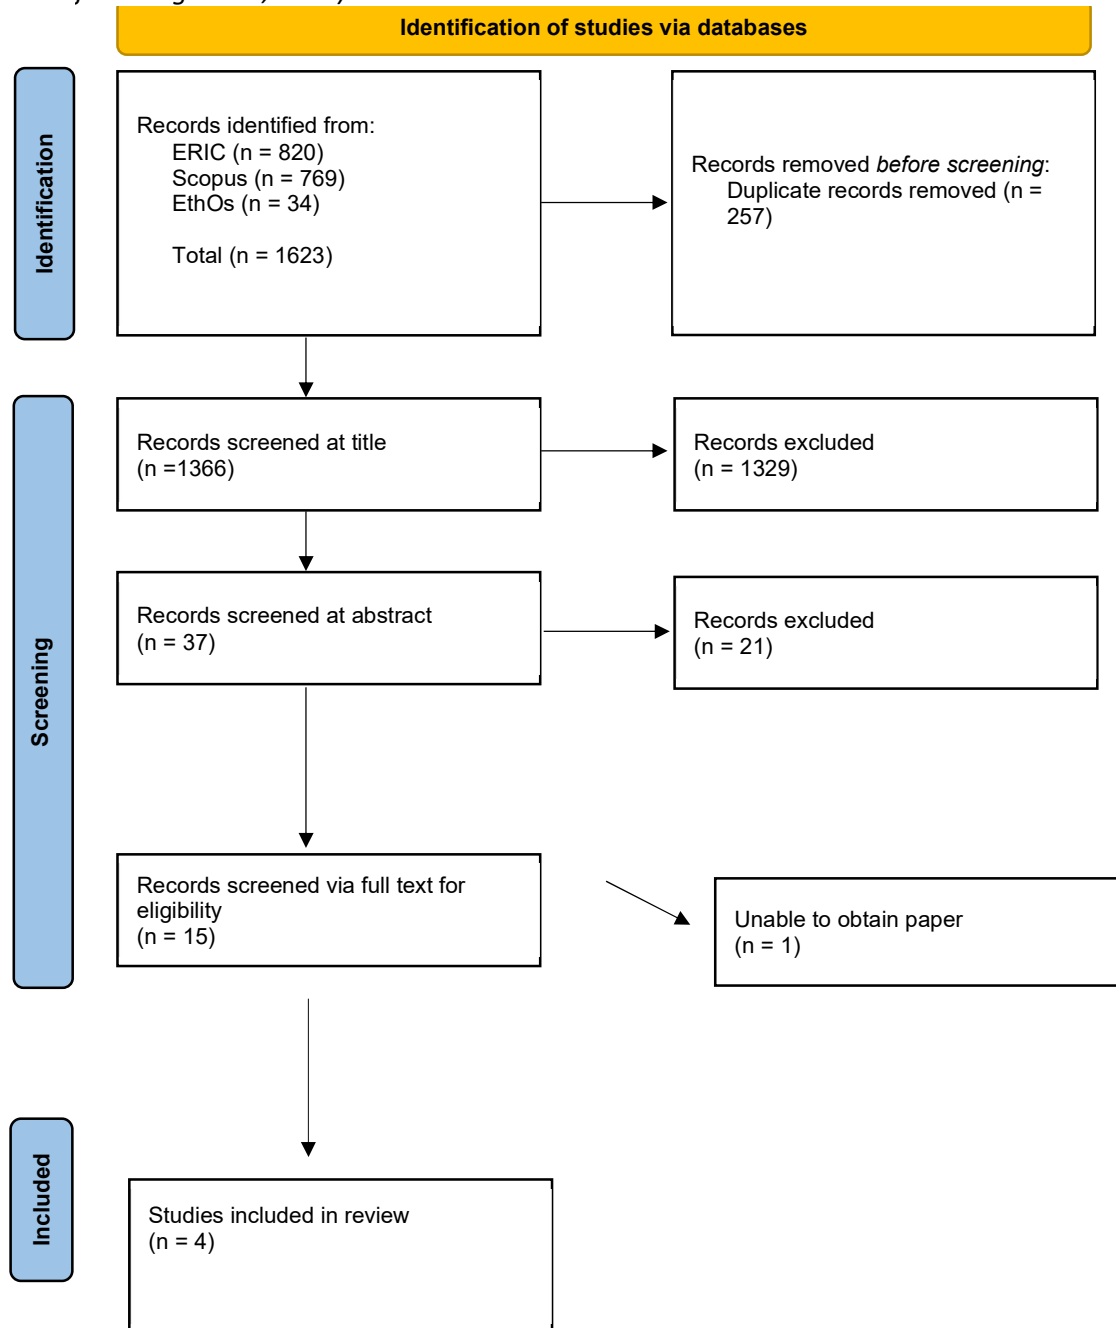 Identification of studies via databases
Identification
Records identified from:
ERIC (n = 820)
Scopus (n = 769)
EthOs (n = 34)
Total (n = 1623)
Records removed before screening:
Duplicate records removed (n =
257)
Screening
Records screened at title
(n =1366)
Records excluded
(n = 1329)
Records screened at abstract
(n = 37)
Records excluded
(n = 21)
Records screened via full text for
eligibility
(n = 15)
Unable to obtain paper
(n = 1)
Included
Studies included in review
(n = 4)